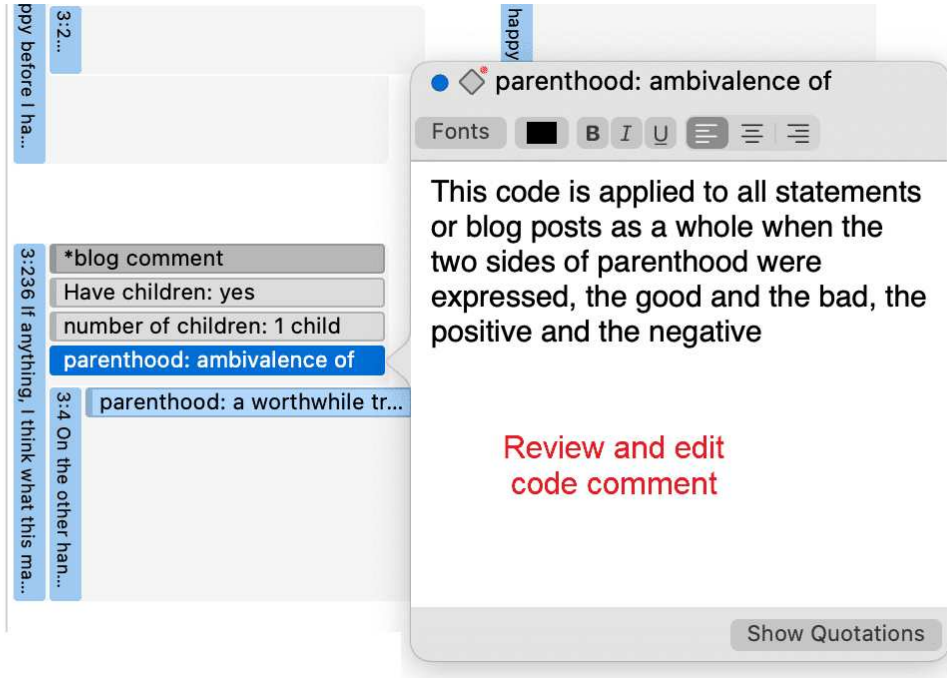 ppy before I ha...
3:2...
happy
parenthood: ambivalence of
Fonts
B I U
This code is applied to all statements
or blog posts as a whole when the
two sides of parenthood were
expressed, the good and the bad, the
positive and the negative
*blog comment
Have children: yes
number of children: 1 child
parenthood: ambivalence of
3:236 If anything, I think what this ma...
3:4 On the other han...
parenthood: a worthwhile tr...
Review and edit
code comment
Show Quotations